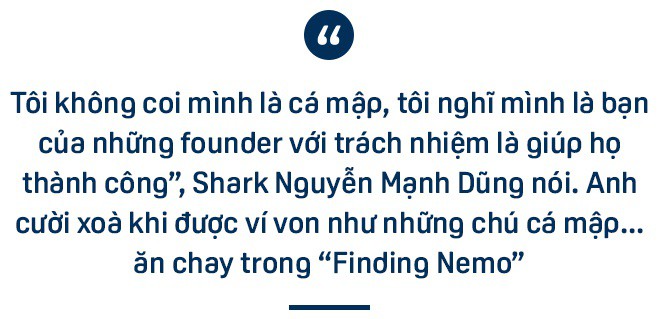 “
Tôi không coi mình là cá mập, tôi nghĩ mình là bạn
của những founder với trách nhiệm là giúp họ
thành công”, Shark Nguyễn Mạnh Dũng nói. Anh
cười xoà khi được ví von như những chú cá mập...
ăn chay trong “Finding Nemo”